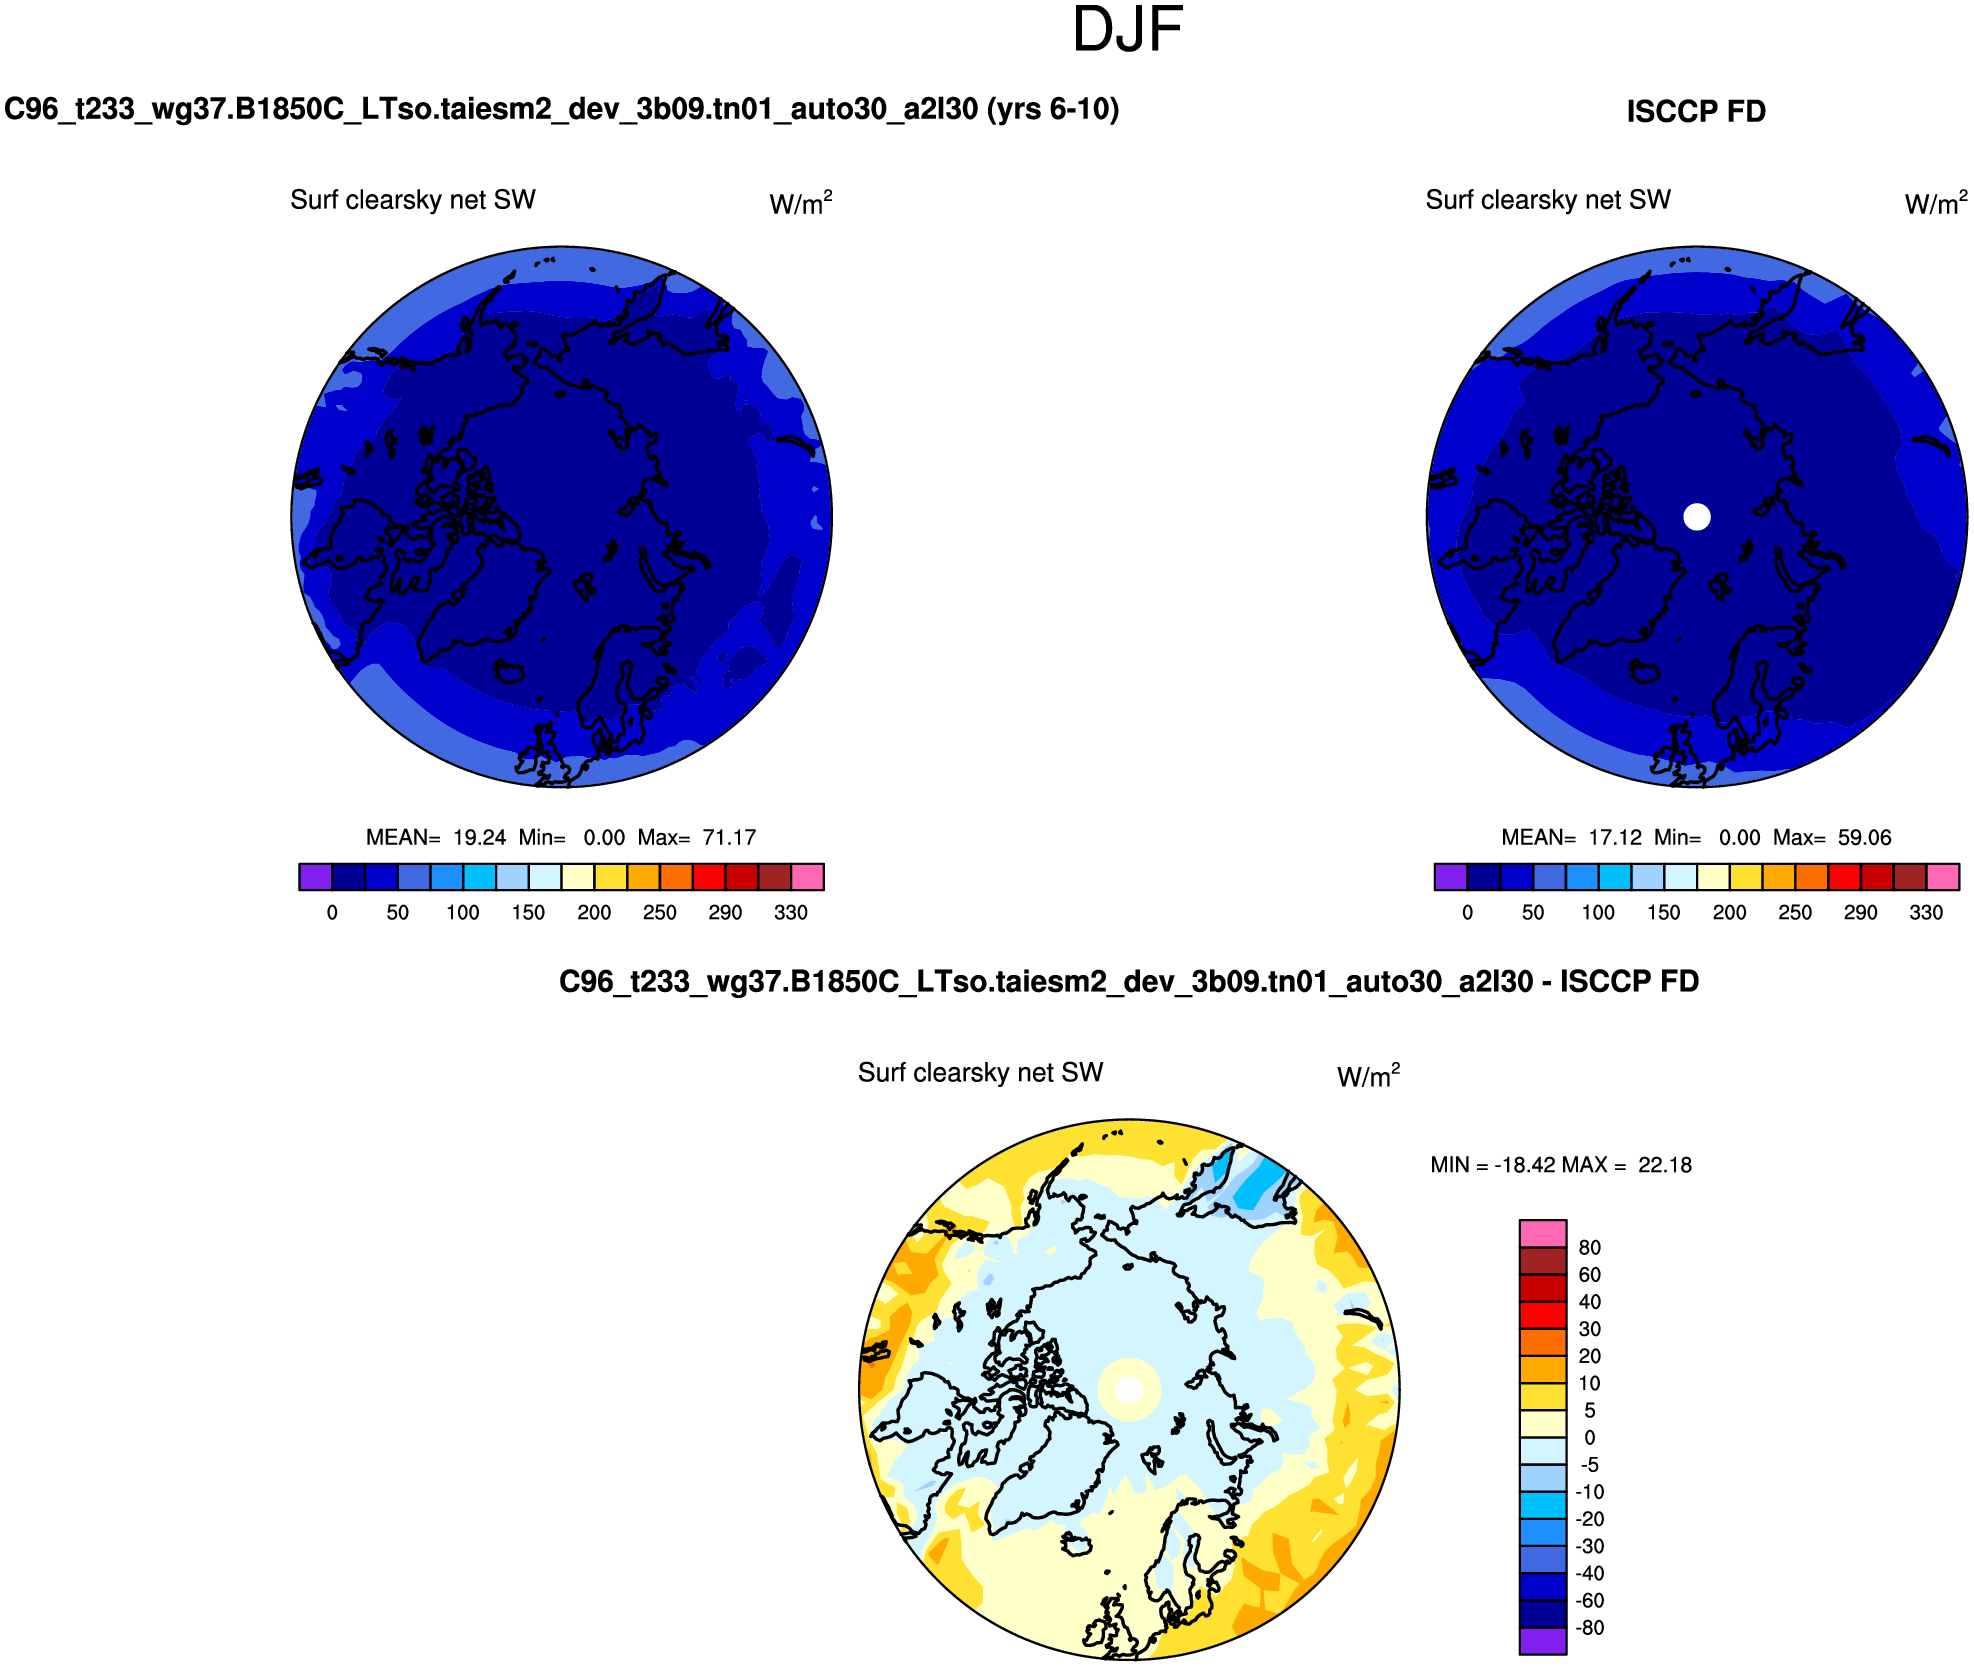 DJF
C96_t233_wg37.B1850C_LTso.taiesm2_dev_3b09.tn01_auto30_a2l30 (yrs 6-10)
ISCCP FD
Surf clearsky net SW W/m2
Surf clearsky net SW W/m2
MEAN= 19.24 Min= 0.00 Max= 71.17
MEAN= 17.12 Min= 0.00 Max= 59.06
0 50 100 150 200 250 290 330
0 50 100 150 200 250 290 330
C96_t233_wg37.B1850C_LTso.taiesm2_dev_3b09.tn01_auto30_a2l30 - ISCCP FD
Surf clearsky net SW W/m2
MIN = -18.42 MAX = 22.18
80
60
40
30
20
10
5
0
-5
-10
-20
-30
-40
-60
-80